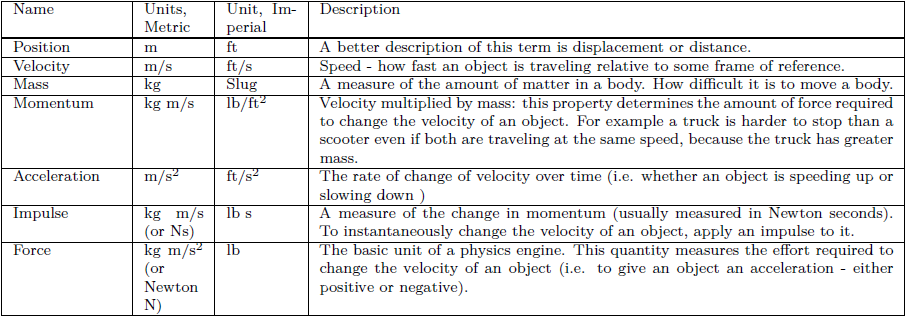 Name Units, Unit, Im- Description
Metric perial
Position m ft A better description of this term is displacement or distance.
Velocity m/s ft/s Speed - how fast an object is traveling relative to some frame of reference.
Mass kg Slug A measure of the amount of matter in a body. How difficult it is to move a body.
Momentum kg m/s lb/ft² Velocity multiplied by mass: this property determines the amount of force required
to change the velocity of an object. For example a truck is harder to stop than a
scooter even if both are traveling at the same speed, because the truck has greater
mass.
Acceleration m/s² ft/s² The rate of change of velocity over time (i.e. whether an object is speeding up or
slowing down )
Impulse kg m/s lb s A measure of the change in momentum (usually measured in Newton seconds).
(or Ns) To instantaneously change the velocity of an object, apply an impulse to it.
Force kg m/s² lb The basic unit of a physics engine. This quantity measures the effort required to
(or change the velocity of an object (i.e. to give an object an acceleration - either
Newton positive or negative).
N)